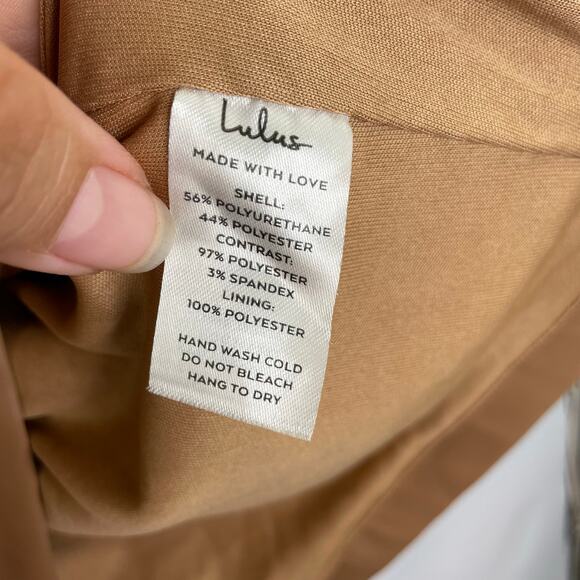 Lulus
MADE WITH LOVE
SHELL:
56% POLYURETHANE
44% POLYESTER
CONTRAST:
97% POLYESTER
3% SPANDEX
LINING:
100% POLYESTER
HAND WASH COLD
DO NOT BLEACH
HANG TO DRY